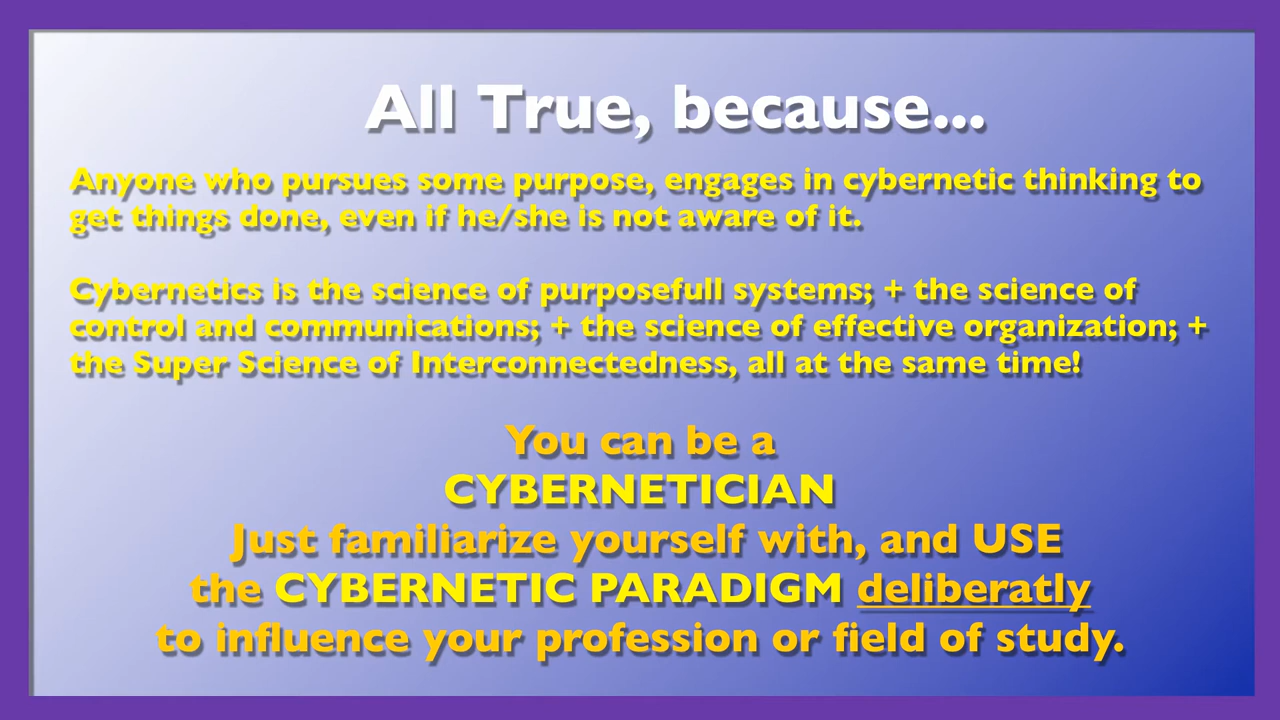 All True, because...
Anyone who pursues some purpose, engages in cybernetic thinking to
get things done, even if he/she is not aware of it.
Cybernetics is the science of purposefull systems; + the science of
control and communications; + the science of effective organization; +
the Super Science of Interconnectedness, all at the same time!
You can be a
CYBERNETICIAN
Just familiarize yourself with, and USE
the CYBERNETIC PARADIGM deliberatly
to influence your profession or field of study.